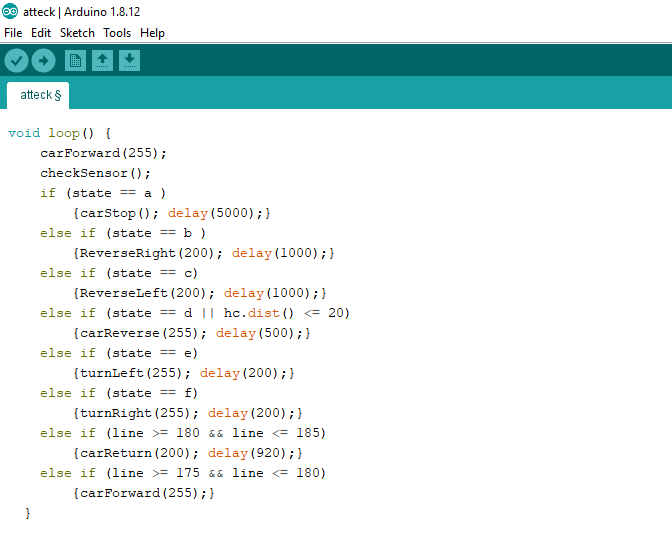 atteck | Arduino 1.8.12
File Edit Sketch Tools Help
atteck §
void loop() {
    carForward(255);
    checkSensor();
    if (state == a )
        {carStop(); delay(5000);}
    else if (state == b )
        {ReverseRight(200); delay(1000);}
    else if (state == c)
        {ReverseLeft(200); delay(1000);}
    else if (state == d || hc.dist() <= 20)
        {carReverse(255); delay(500);}
    else if (state == e)
        {turnLeft(255); delay(200);}
    else if (state == f)
        {turnRight(255); delay(200);}
    else if (line >= 180 && line <= 185)
        {carReturn(200); delay(920);}
    else if (line >= 175 && line <= 180)
        {carForward(255);}
  }